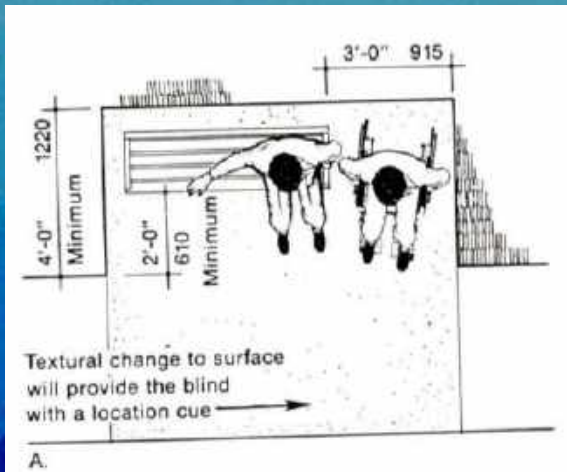 3'-0" 915
4'-0" 1220
Minimum
2'-0" 610
Minimum
Textural change to surface
will provide the blind
with a location cue
A.